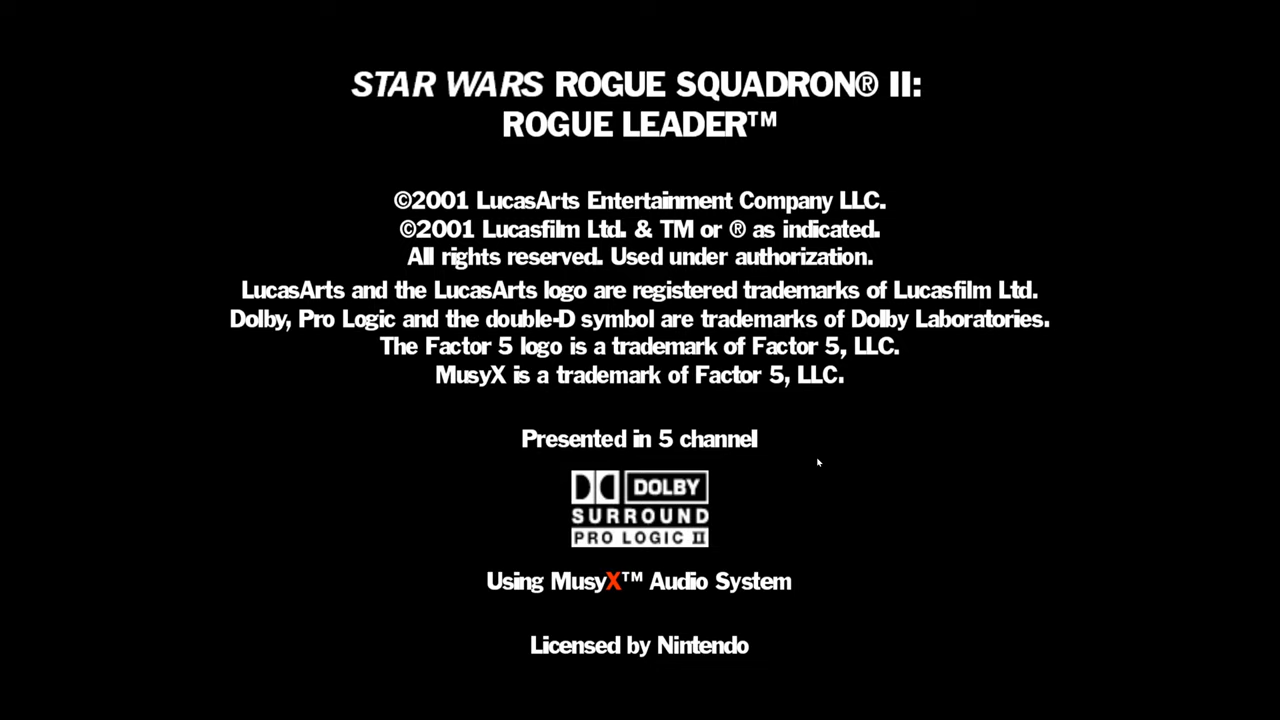 STAR WARS ROGUE SQUADRON® II:
ROGUE LEADER™
©2001 LucasArts Entertainment Company LLC.
©2001 Lucasfilm Ltd. & TM or ® as indicated.
All rights reserved. Used under authorization.
LucasArts and the LucasArts logo are registered trademarks of Lucasfilm Ltd.
Dolby, Pro Logic and the double-D symbol are trademarks of Dolby Laboratories.
The Factor 5 logo is a trademark of Factor 5, LLC.
MusyX is a trademark of Factor 5, LLC.
Presented in 5 channel
DOLBY
SURROUND
PRO LOGIC II
Using MusyX™ Audio System
Licensed by Nintendo